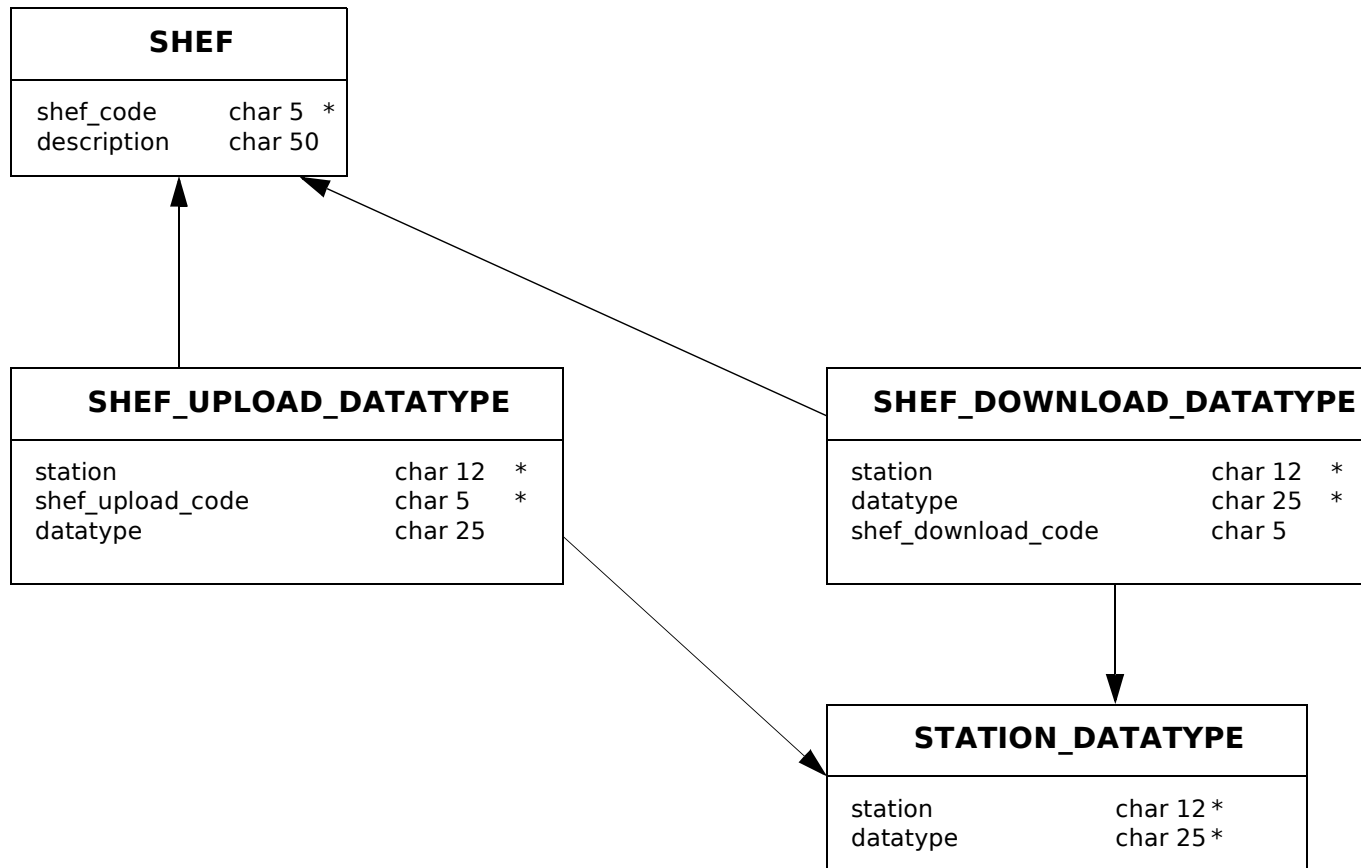 SHEF
shef_code char 5 *
description char 50
SHEF_UPLOAD_DATATYPE
station char 12 *
shef_upload_code char 5 *
datatype char 25
SHEF_DOWNLOAD_DATATYPE
station char 12 *
datatype char 25 *
shef_download_code char 5
STATION_DATATYPE
station char 12 *
datatype char 25 *